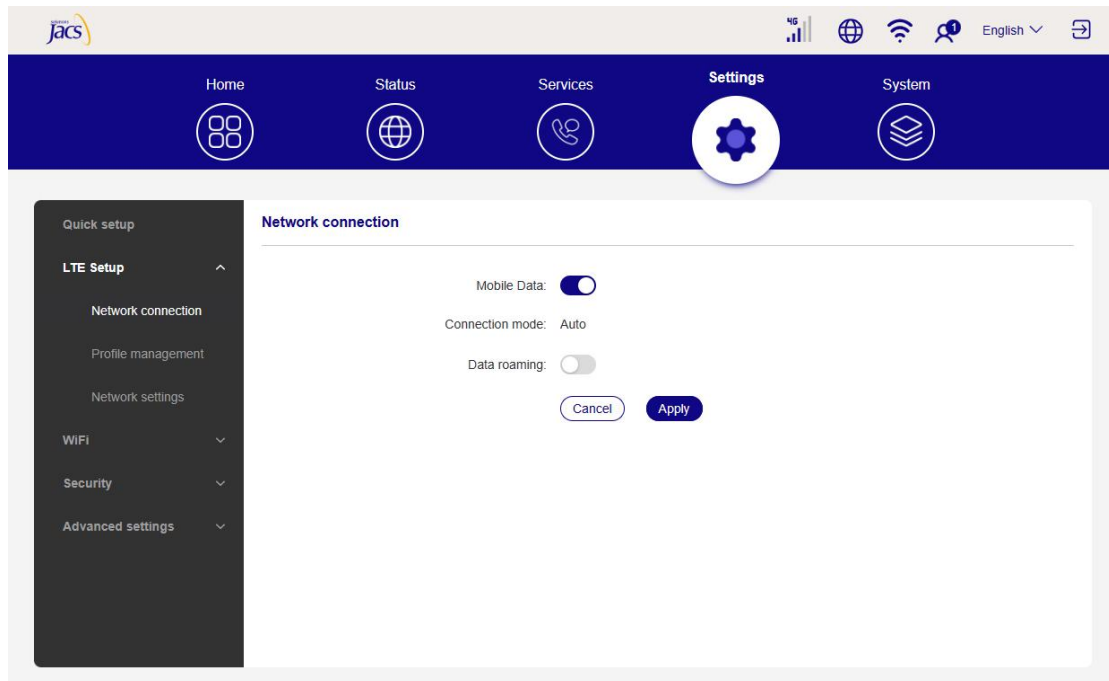 Jacs
4G
1
English
Home
Status
Services
Settings
System
Quick setup
LTE Setup
Network connection
Profile management
Network settings
WiFi
Security
Advanced settings
Network connection
Mobile Data:
Connection mode: Auto
Data roaming:
Cancel Apply